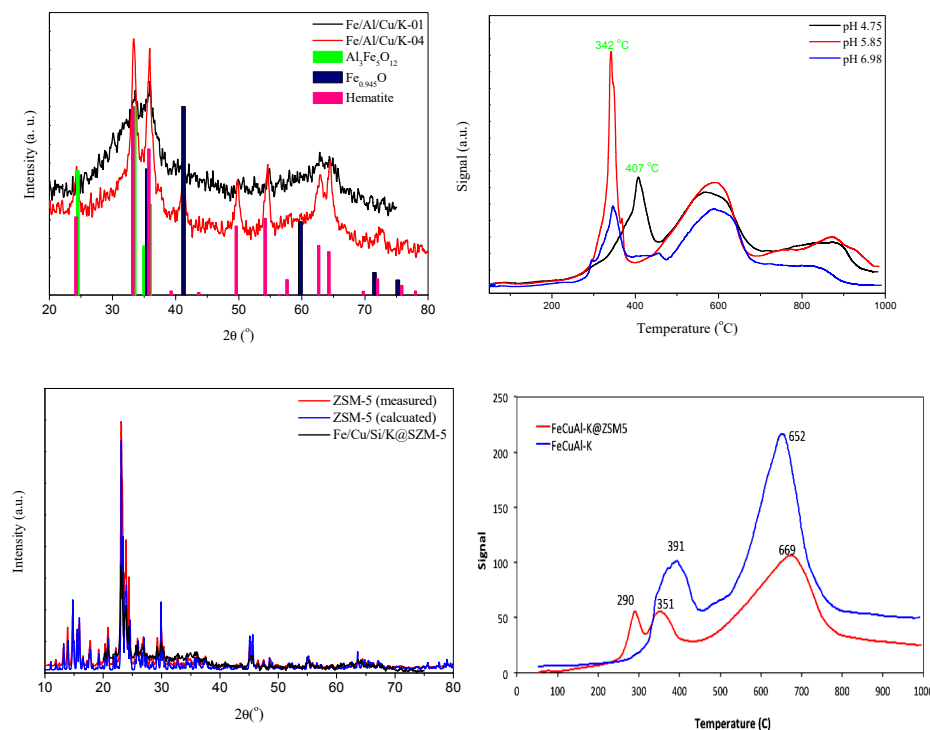 Fe/Al/Cu/K-01
Fe/Al/Cu/K-04
Al3Fe5O12
Fe0.945O
Hematite
Intensity (a. u.)
20 30 40 50 60 70 80
2θ (°)
pH 4.75
pH 5.85
pH 6.98
342 °C
407 °C
Signal (a.u.)
200 400 600 800 1000
Temperature (°C)
ZSM-5 (measured)
ZSM-5 (calcuated)
Fe/Cu/Si/K@SZM-5
Intensity (a.u.)
10 20 30 40 50 60 70 80
2θ(°)
250
200
150
100
50
0
Signal
FeCuAl-K@ZSM5
FeCuAl-K
652
391
669
290
351
0 100 200 300 400 500 600 700 800 900 1000
Temperature (C)